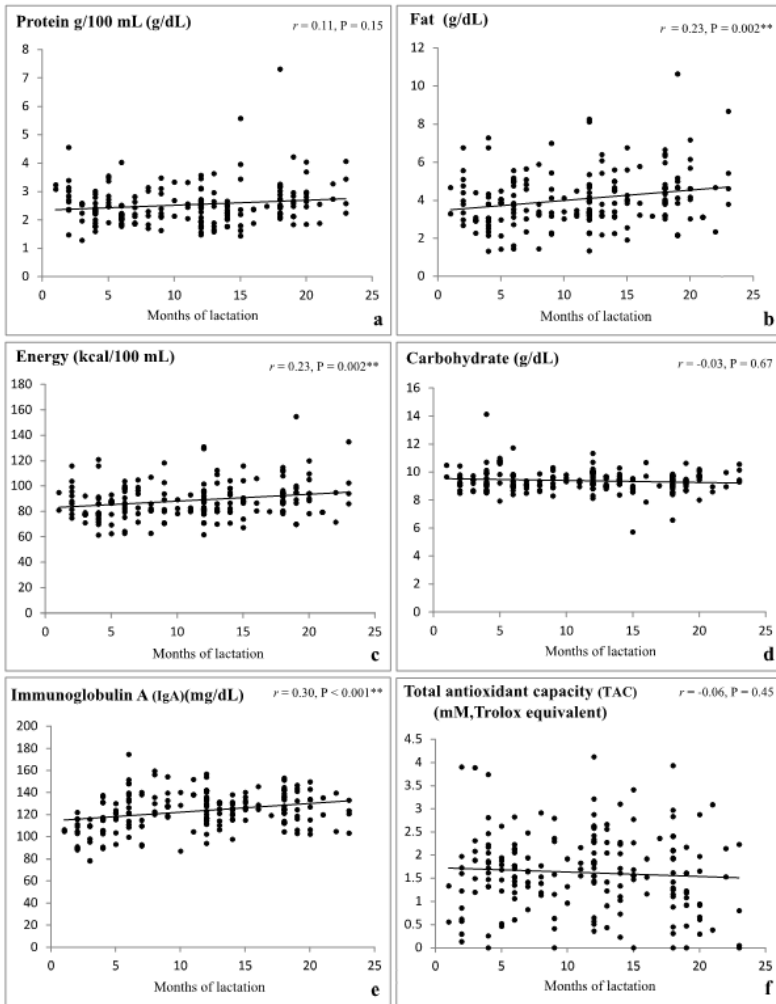 Protein g/100 mL (g/dL)
r = 0.11, P = 0.15
8
7
6
5
4
3
2
1
0
0 5 10 15 20 25
Months of lactation
a
Fat (g/dL)
r = 0.23, P = 0.002**
12
10
8
6
4
2
0
0 5 10 15 20 25
Months of lactation
b
Energy (kcal/100 mL)
r = 0.23, P = 0.002**
180
160
140
120
100
80
60
40
20
0
0 5 10 15 20 25
Months of lactation
c
Carbohydrate (g/dL)
r = -0.03, P = 0.67
16
14
12
10
8
6
4
2
0
0 5 10 15 20 25
Months of lactation
d
Immunoglobulin A (IgA)(mg/dL)
r = 0.30, P < 0.001**
200
180
160
140
120
100
80
60
40
20
0
0 5 10 15 20 25
Months of lactation
e
Total antioxidant capacity (TAC)
(mM,Trolox equivalent)
r = -0.06, P = 0.45
4.5
4
3.5
3
2.5
2
1.5
1
0.5
0
0 5 10 15 20 25
Months of lactation
f